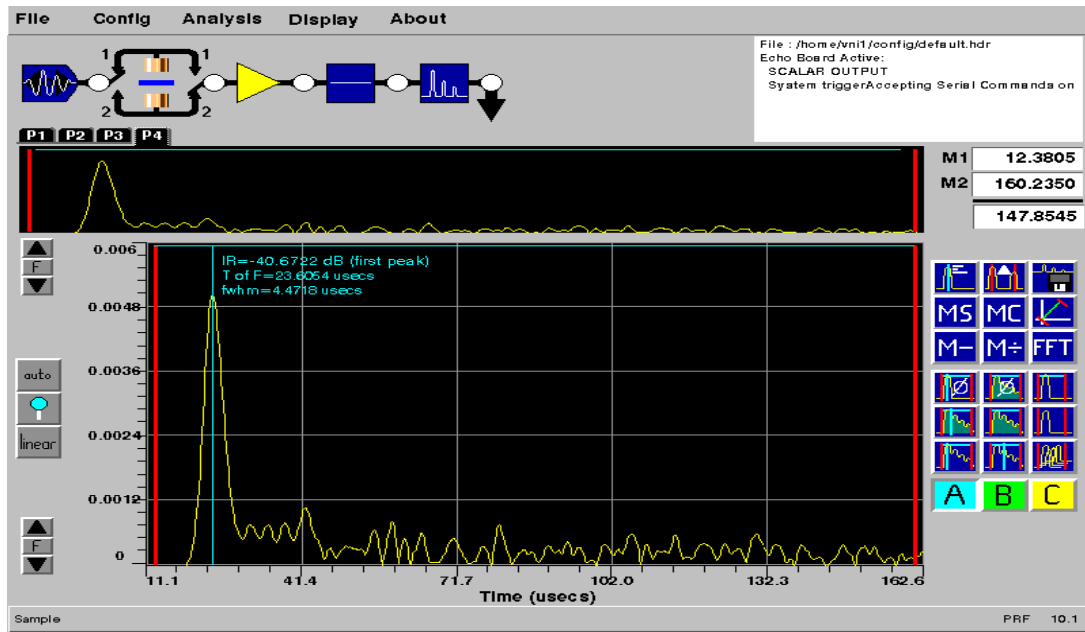 File Config Analysis Display About
File : /home/vni1/config/default.hdr
Echo Board Active:
SCALAR OUTPUT
System triggerAccepting Serial Commands on
1 1
2 2
P1 P2 P3 P4
M1 12.3805
M2 160.2350
147.8545
F
0.006
IR=-40.6722 dB (first peak)
T of F=23.6054 usecs
fwhm=4.4718 usecs
0.0048
MS MC
M- M÷ FFT
0.0036
auto
linear
0.0024
0.0012
A B C
F
0
11.1 41.4 71.7 102.0 132.3 162.6
Time (usecs)
Sample PRF 10.1